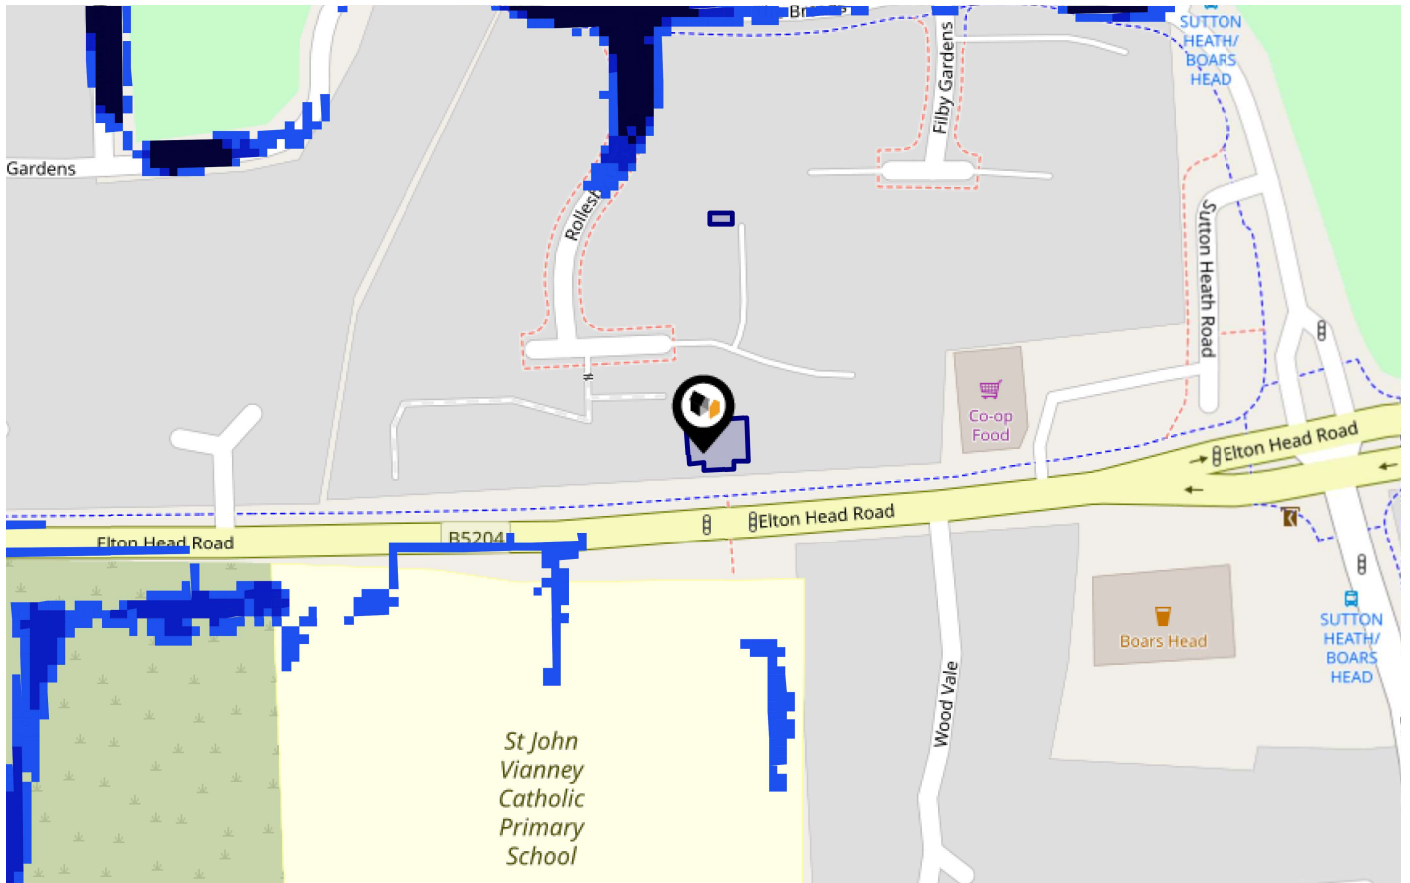 SUTTON
HEATH/
BOARS
HEAD
Filby Gardens
Gardens
Sutton Heath Road
Co-op
Food
Elton Head Road
Elton Head Road
Elton Head Road
B5204
Boars Head
SUTTON
HEATH/
BOARS
HEAD
Wood Vale
St John
Vianney
Catholic
Primary
School